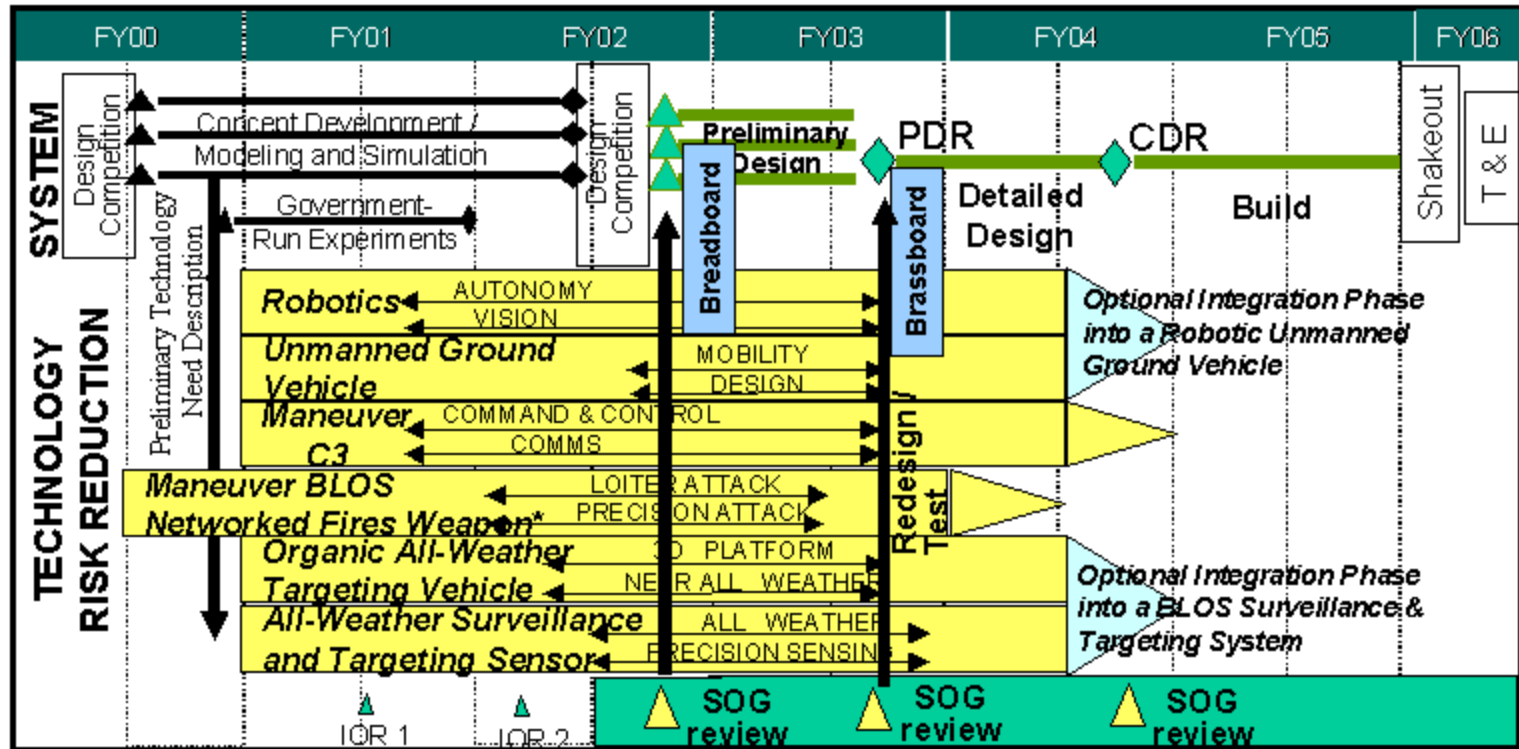 FY00 FY01 FY02 FY03 FY04 FY05 FY06
SYSTEM
Design
Competition
Concept Development /
Modeling and Simulation
Government-
Run Experiments
Design
Competition
Preliminary
Design
PDR
CDR
Detailed
Design
Build
Shakeout
T & E
Breadboard
Brassboard
Preliminary Technology
Need Description
TECHNOLOGY
RISK REDUCTION
Robotics
AUTONOMY
VISION
Unmanned Ground
Vehicle
MOBILITY
DESIGN
Maneuver
C3
COMMAND & CONTROL
COMMS
Maneuver BLOS
Networked Fires Weapon*
LOITER ATTACK
PRECISION ATTACK
Organic All-Weather
Targeting Vehicle
3D PLATFORM
NEAR ALL WEATHER
All-Weather Surveillance
and Targeting Sensor
ALL WEATHER
PRECISION SENSING
Redesign /
Test
Optional Integration Phase
into a Robotic Unmanned
Ground Vehicle
Optional Integration Phase
into a BLOS Surveillance &
Targeting System
IOR 1
IOR 2
SOG
review
SOG
review
SOG
review